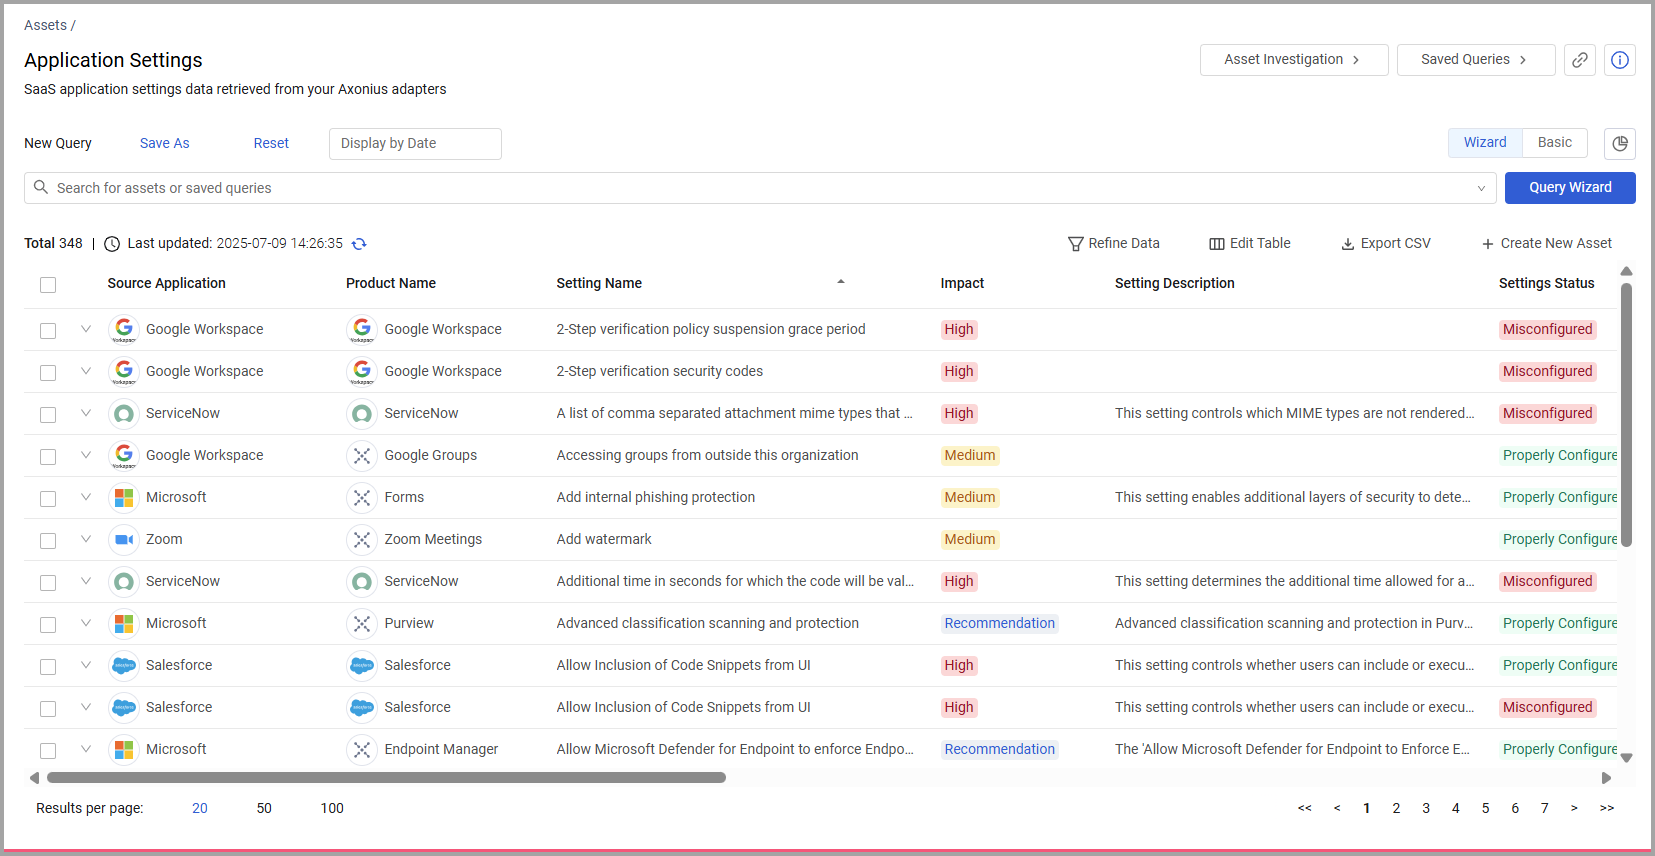 Assets /
Application Settings
Asset Investigation >
Saved Queries >
SaaS application settings data retrieved from your Axonius adapters
New Query Save As Reset Display by Date Wizard Basic
Search for assets or saved queries Query Wizard
Total 348 | Last updated: 2025-07-09 14:26:35 Refine Data Edit Table Export CSV + Create New Asset
Source Application Product Name Setting Name Impact Setting Description Settings Status
Google Workspace Google Workspace 2-Step verification policy suspension grace period High Misconfigured
Google Workspace Google Workspace 2-Step verification security codes High Misconfigured
ServiceNow ServiceNow A list of comma separated attachment mime types that ... High This setting controls which MIME types are not rendered... Misconfigured
Google Workspace Google Groups Accessing groups from outside this organization Medium Properly Configure
Microsoft Forms Add internal phishing protection Medium This setting enables additional layers of security to dete... Properly Configure
Zoom Zoom Meetings Add watermark Medium Properly Configure
ServiceNow ServiceNow Additional time in seconds for which the code will be val... High This setting determines the additional time allowed for a... Misconfigured
Microsoft Purview Advanced classification scanning and protection Recommendation Advanced classification scanning and protection in Purv... Properly Configure
Salesforce Salesforce Allow Inclusion of Code Snippets from UI High This setting controls whether users can include or execu... Properly Configure
Salesforce Salesforce Allow Inclusion of Code Snippets from UI High This setting controls whether users can include or execu... Misconfigured
Microsoft Endpoint Manager Allow Microsoft Defender for Endpoint to enforce Endpo... Recommendation The 'Allow Microsoft Defender for Endpoint to Enforce E... Properly Configure
Results per page: 20 50 100 << < 1 2 3 4 5 6 7 > >>